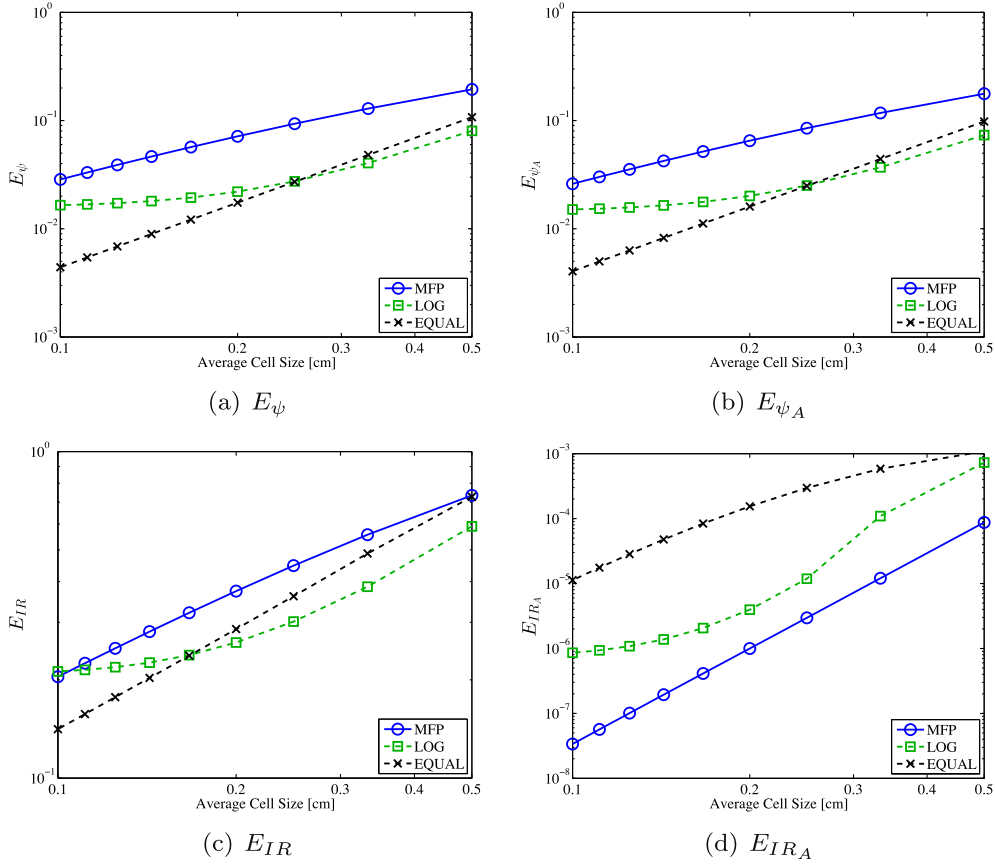 10^0
10^-1
10^-2
10^-3
E_ψ
0.1 0.2 0.3 0.4 0.5
Average Cell Size [cm]
MFP
LOG
EQUAL
(a) E_ψ
10^0
10^-1
10^-2
10^-3
E_ψ_A
0.1 0.2 0.3 0.4 0.5
Average Cell Size [cm]
MFP
LOG
EQUAL
(b) E_ψ_A
10^0
10^-1
E_IR
0.1 0.2 0.3 0.4 0.5
Average Cell Size [cm]
MFP
LOG
EQUAL
(c) E_IR
10^-3
10^-4
10^-5
10^-6
10^-7
10^-8
E_IR_A
0.1 0.2 0.3 0.4 0.5
Average Cell Size [cm]
MFP
LOG
EQUAL
(d) E_IR_A